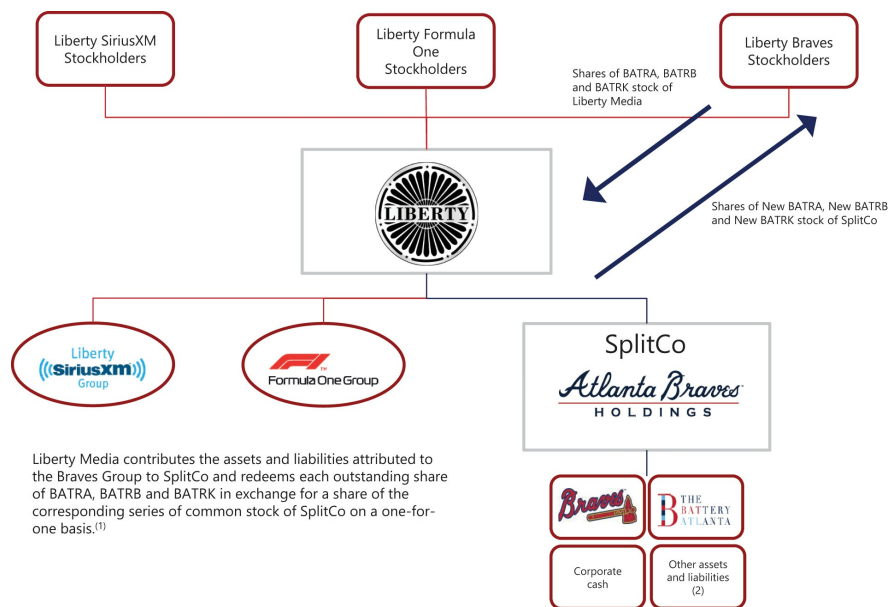 Liberty SiriusXM
Stockholders
Liberty Formula
One
Stockholders
Liberty Braves
Stockholders
Shares of BATRA, BATRB
and BATRK stock of
Liberty Media
LIBERTY
Shares of New BATRA, New BATRB
and New BATRK stock of SplitCo
Liberty
((SiriusXM))
Group
F1
TM
Formula One Group
SplitCo
Atlanta Braves
HOLDINGS
Liberty Media contributes the assets and liabilities attributed to
the Braves Group to SplitCo and redeems each outstanding share
of BATRA, BATRB and BATRK in exchange for a share of the
corresponding series of common stock of SplitCo on a one-for-
one basis.(1)
Braves
B THE
BATTERY
ATLANTA
Corporate
cash
Other assets
and liabilities
(2)